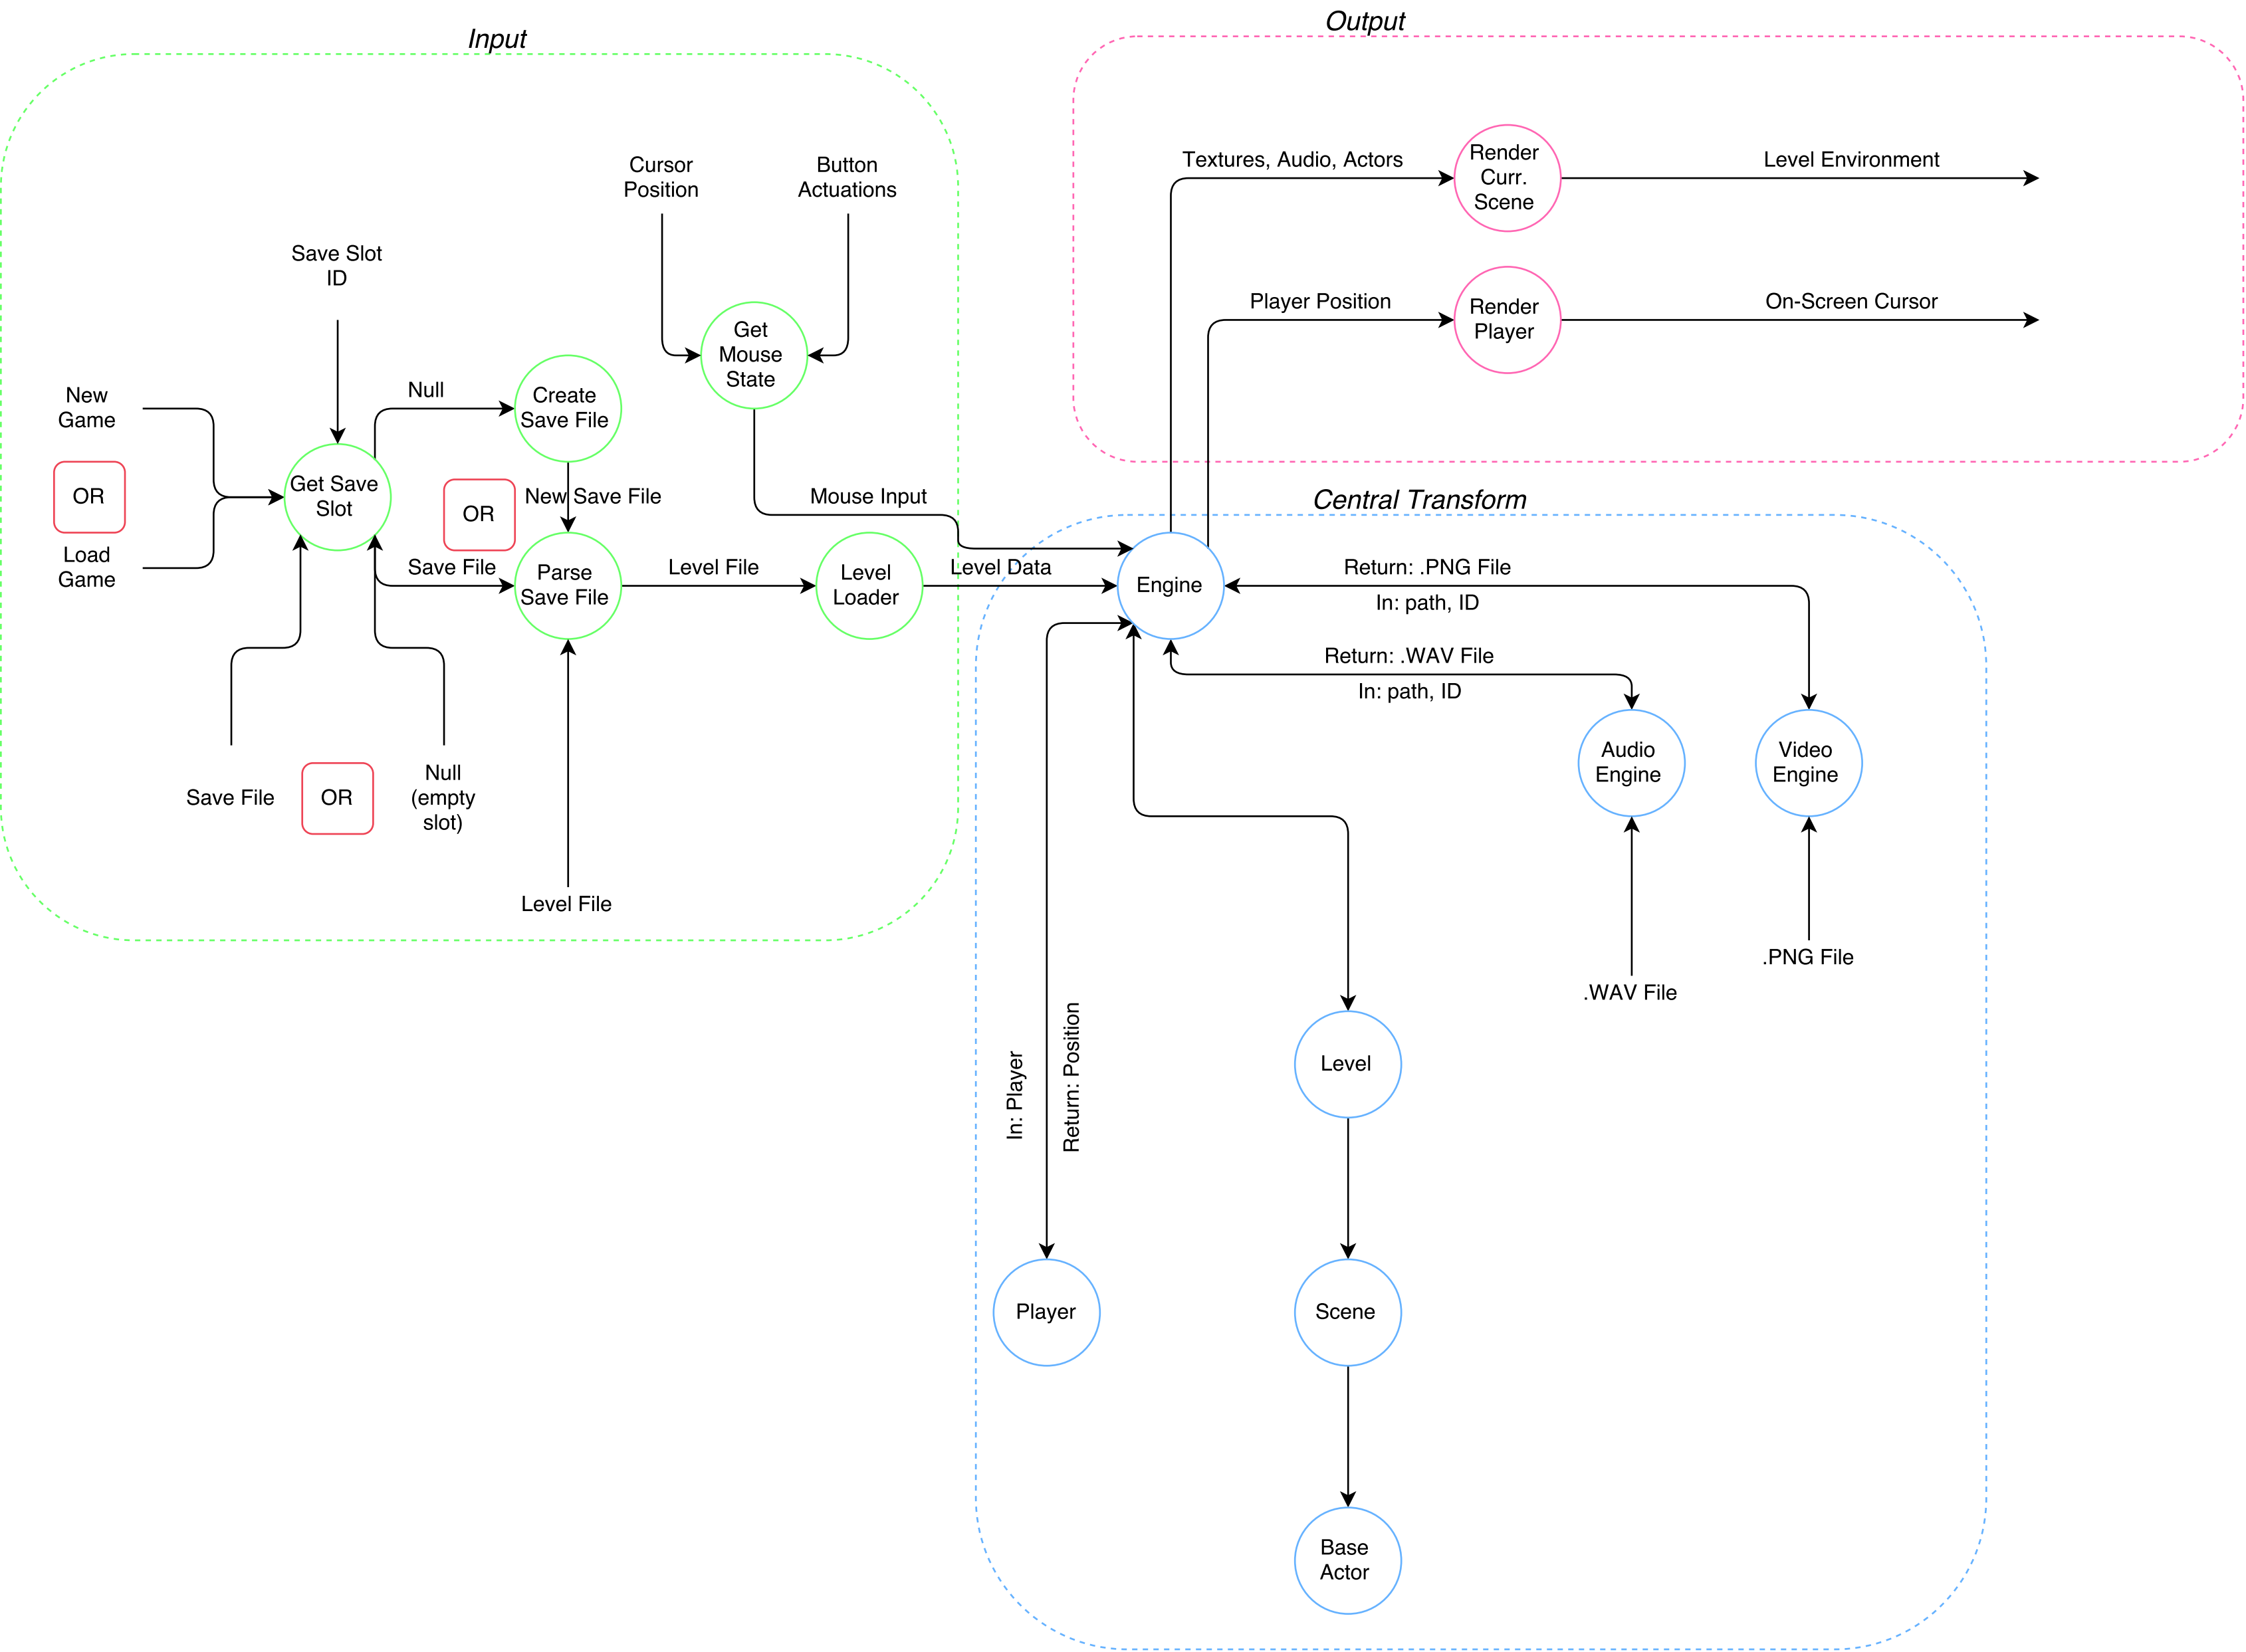 Input
Output
Cursor
Position
Button
Actuations
Textures, Audio, Actors
Render
Curr.
Scene
Level Environment
Save Slot
ID
Player Position
Render
Player
On-Screen Cursor
Get
Mouse
State
New
Game
Null
Create
Save File
OR
Get Save
Slot
OR
New Save File
Mouse Input
Central Transform
Load
Game
Save File
Parse
Save File
Level File
Level
Loader
Level Data
Engine
Return: .PNG File
In: path, ID
Return: .WAV File
In: path, ID
Audio
Engine
Video
Engine
Save File
OR
Null
(empty
slot)
Level File
.PNG File
.WAV File
In: Player
Return: Position
Level
Player
Scene
Base
Actor